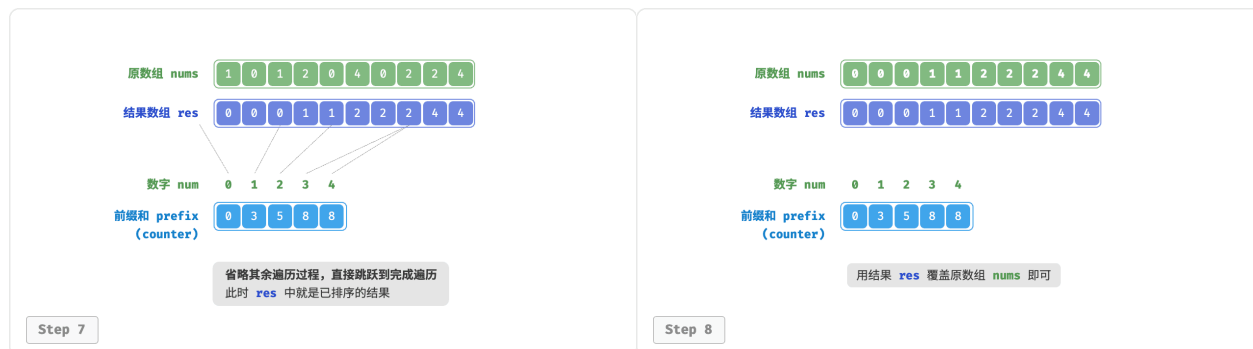 原数组 nums 1 0 1 2 0 4 0 2 2 4
结果数组 res 0 0 0 1 1 2 2 2 4 4
数字 num 0 1 2 3 4
前缀和 prefix 0 3 5 8 8
(counter)
省略其余遍历过程，直接跳跃到完成遍历
此时 res 中就是已排序的结果
Step 7
原数组 nums 0 0 0 1 1 2 2 2 4 4
结果数组 res 0 0 0 1 1 2 2 2 4 4
数字 num 0 1 2 3 4
前缀和 prefix 0 3 5 8 8
(counter)
用结果 res 覆盖原数组 nums 即可
Step 8